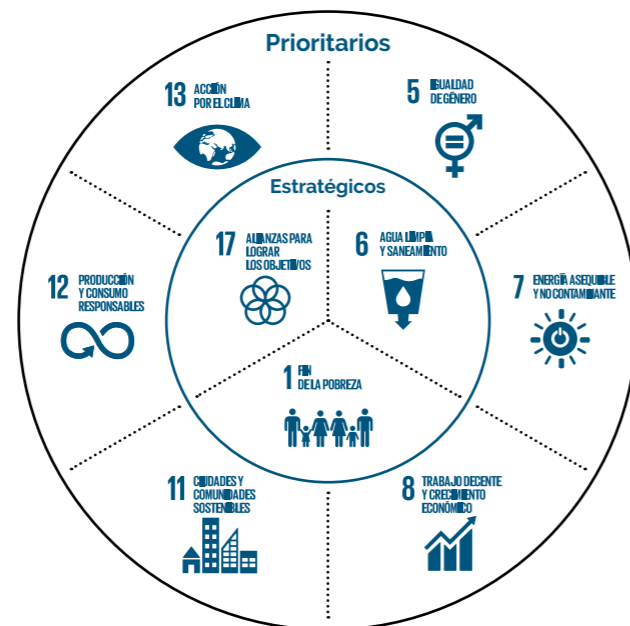 Prioritarios
13 ACCIÓN
POR EL CLIMA
5 IGUALDAD
DE GÉNERO
Estratégicos
17 ALIANZAS PARA
LOGRAR
LOS OBJETIVOS
6 AGUA LIMPIA
Y SANEAMIENTO
12 PRODUCCIÓN
Y CONSUMO
RESPONSABLES
7 ENERGÍA ASEQUIBLE
Y NO CONTAMINANTE
1 FIN
DE LA POBREZA
11 CIUDADES Y
COMUNIDADES
SOSTENIBLES
8 TRABAJO DECENTE
Y CRECIMIENTO
ECONÓMICO